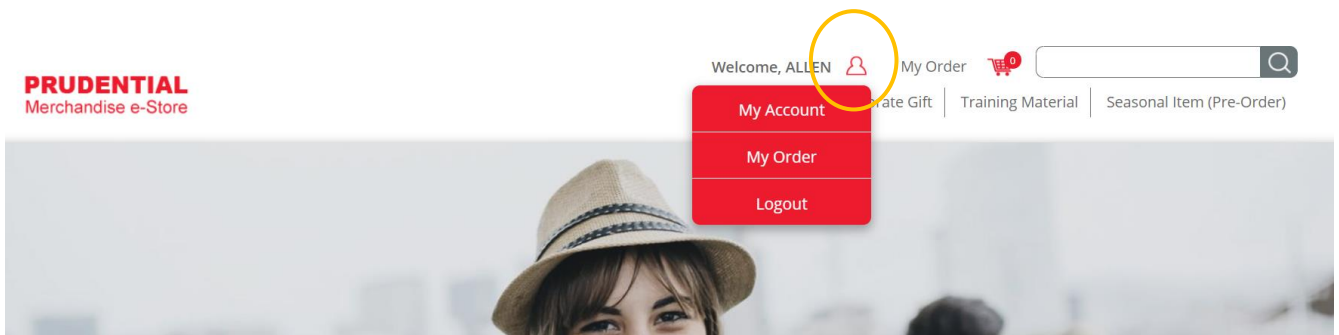 Welcome, ALLEN My Order 0
PRUDENTIAL
Merchandise e-Store
rate Gift Training Material Seasonal Item (Pre-Order)
My Account
My Order
Logout